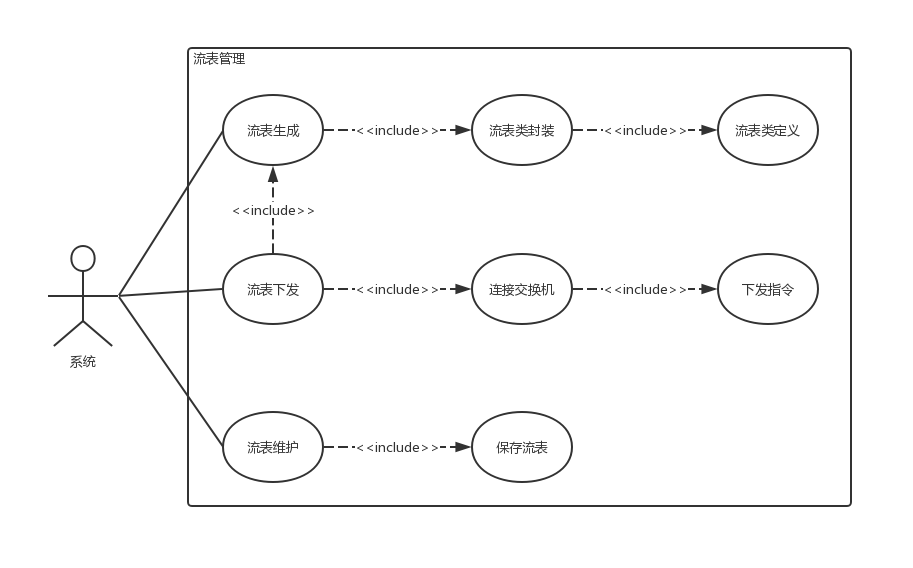 流表管理
流表生成
<<include>>
流表类封装
<<include>>
流表类定义
<<include>>
流表下发
<<include>>
连接交换机
<<include>>
下发指令
系统
流表维护
<<include>>
保存流表